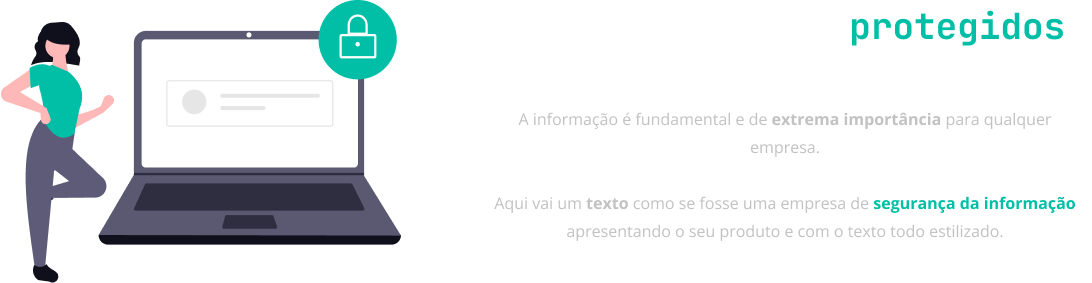 protegidos
A informação é fundamental e de extrema importância para qualquer
empresa.
Aqui vai um texto como se fosse uma empresa de segurança da informação
apresentando o seu produto e com o texto todo estilizado.